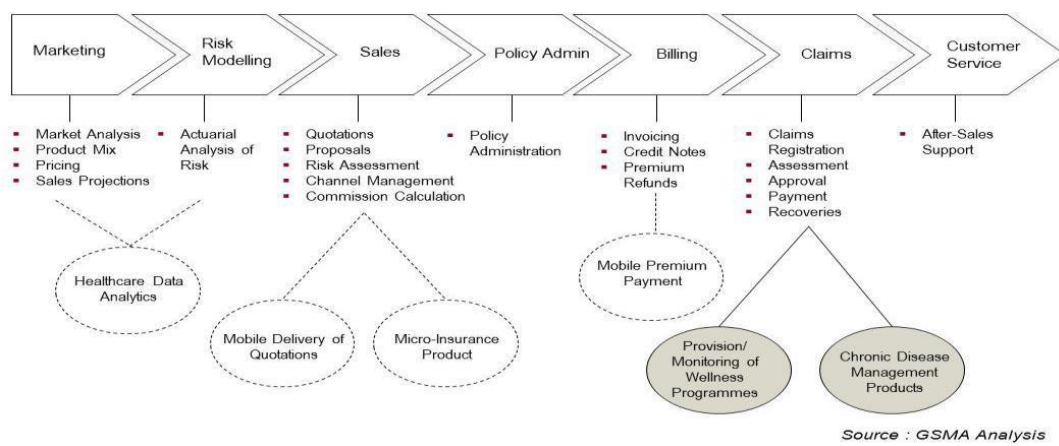 Marketing
Risk
Modelling
Sales
Policy Admin
Billing
Claims
Customer
Service
Market Analysis
Product Mix
Pricing
Sales Projections
Actuarial
Analysis of
Risk
Quotations
Proposals
Risk Assessment
Channel Management
Commission Calculation
Policy
Administration
Invoicing
Credit Notes
Premium
Refunds
Claims
Registration
Assessment
Approval
Payment
Recoveries
After-Sales
Support
Healthcare Data
Analytics
Mobile Delivery of
Quotations
Micro-Insurance
Product
Mobile Premium
Payment
Provision/
Monitoring of
Wellness
Programmes
Chronic Disease
Management
Products
Source : GSMA Analysis